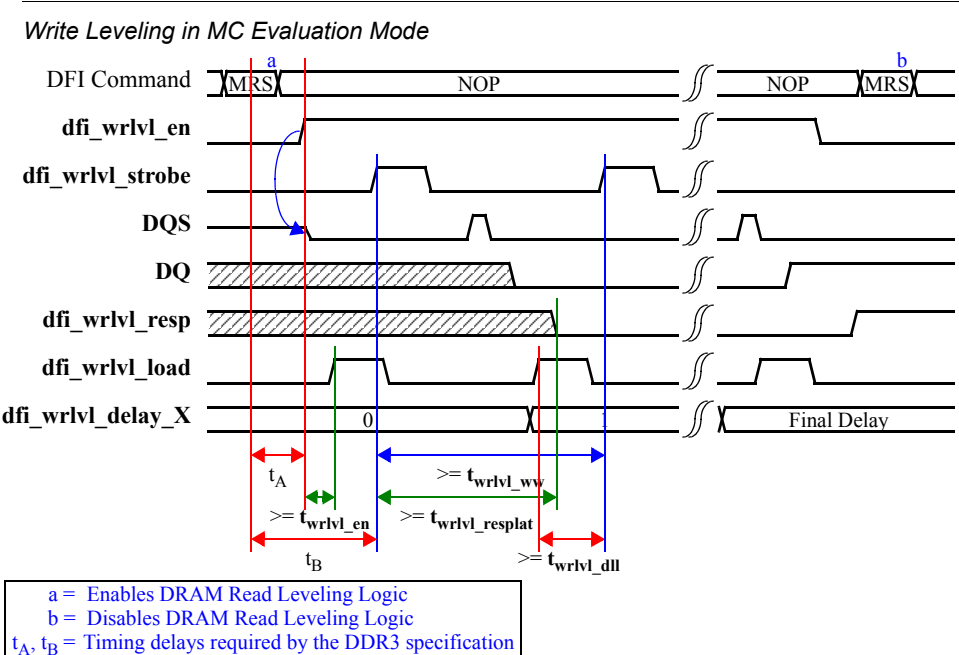 Write Leveling in MC Evaluation Mode
a b
DFI Command MRS NOP NOP MRS
dfi_wrlvl_en
dfi_wrlvl_strobe
DQS
DQ
dfi_wrlvl_resp
dfi_wrlvl_load
dfi_wrlvl_delay_X 0 1 Final Delay
tA >= twrlvl_ww
>= twrlvl_en >= twrlvl_resplat
tB >= twrlvl_dll
a = Enables DRAM Read Leveling Logic
b = Disables DRAM Read Leveling Logic
tA, tB = Timing delays required by the DDR3 specification